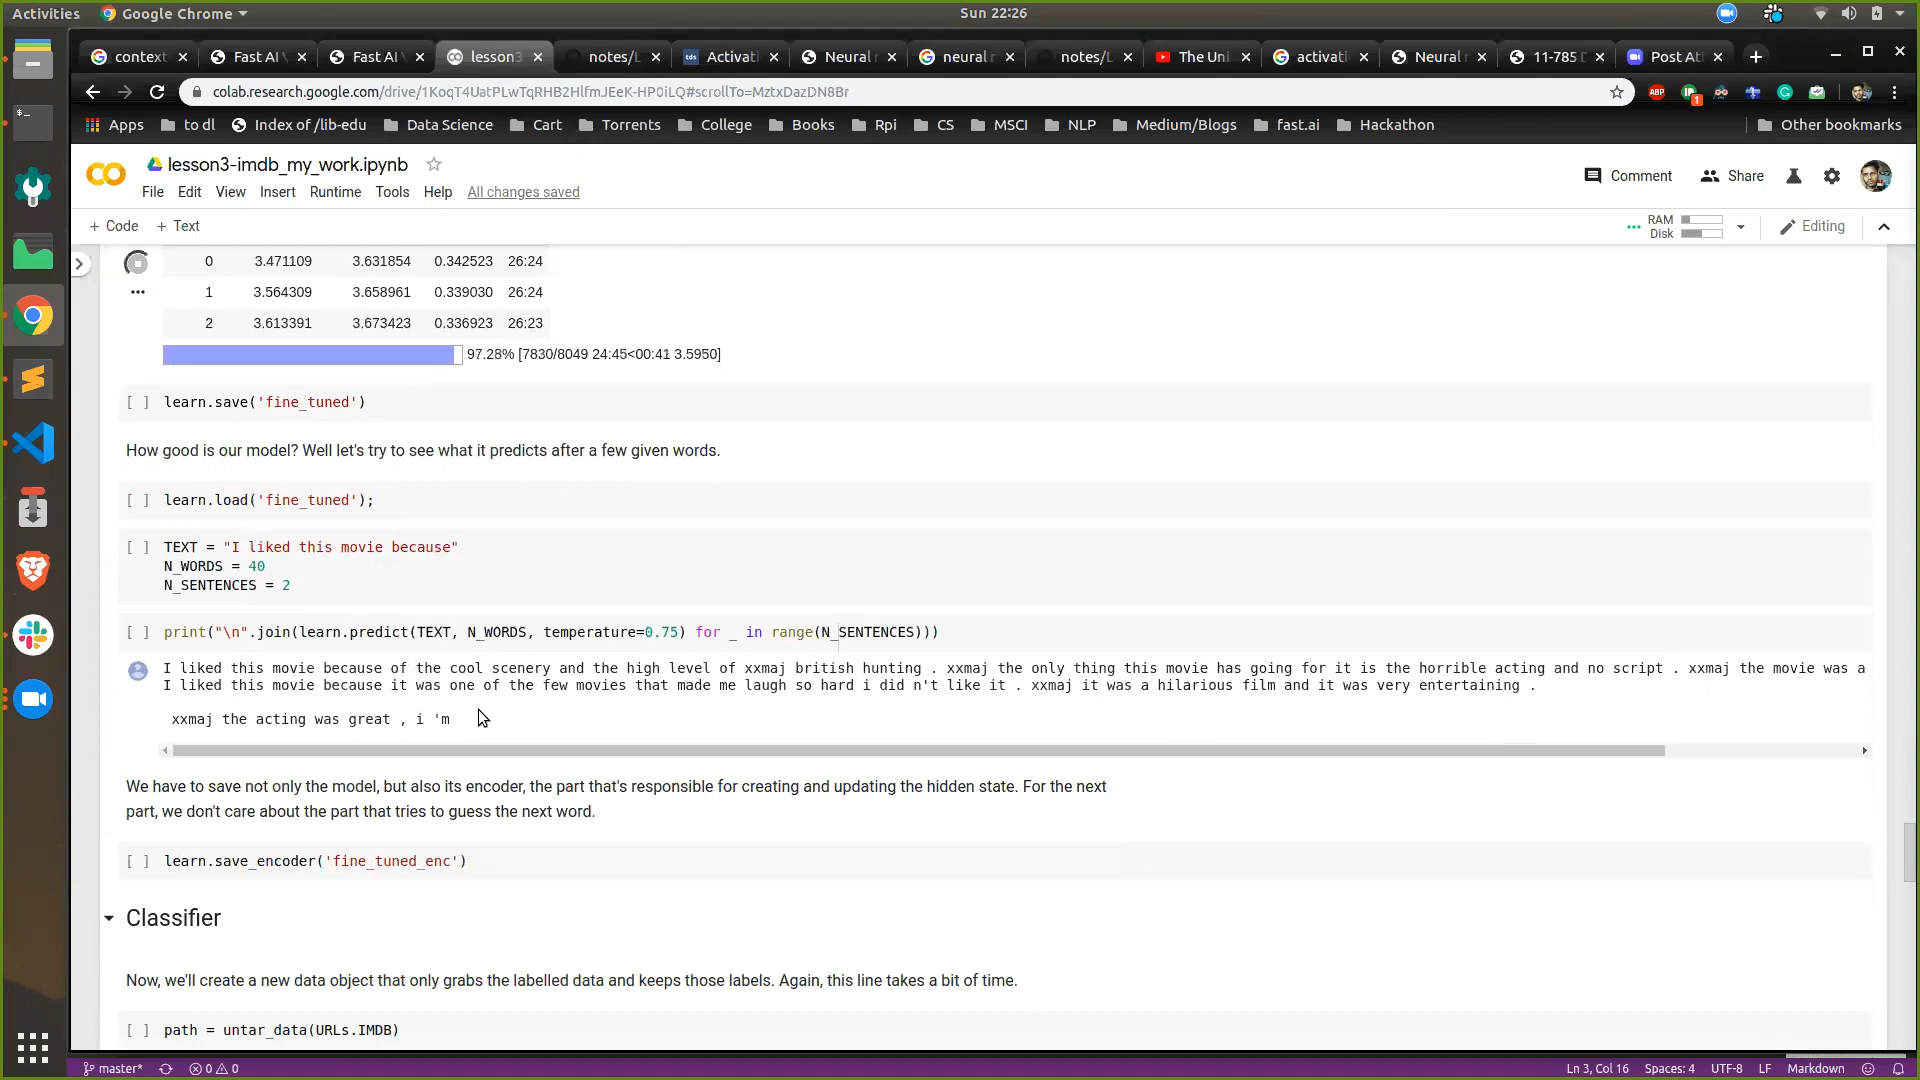 Activities Google Chrome Sun 22:26
context Fast AI Fast AI lesson3 notes/L Activati Neural neural notes/L The Uni activati Neural 11-785 Post Att
colab.research.google.com/drive/1KoqT4UatPLwTqRHB2HlfmJEeK-HP0iLQ#scrollTo=MztxDazDN8Br
Apps to dl Index of /lib-edu Data Science Cart Torrents College Books Rpi CS MSCI NLP Medium/Blogs fast.ai Hackathon Other bookmarks
lesson3-imdb_my_work.ipynb
Comment Share
File Edit View Insert Runtime Tools Help All changes saved
+ Code + Text RAM Disk Editing
0 3.471109 3.631854 0.342523 26:24
1 3.564309 3.658961 0.339030 26:24
2 3.613391 3.673423 0.336923 26:23
97.28% [7830/8049 24:45<00:41 3.5950]
[ ] learn.save('fine_tuned')
How good is our model? Well let's try to see what it predicts after a few given words.
[ ] learn.load('fine_tuned');
[ ] TEXT = "I liked this movie because"
N_WORDS = 40
N_SENTENCES = 2
[ ] print("\n".join(learn.predict(TEXT, N_WORDS, temperature=0.75) for _ in range(N_SENTENCES)))
I liked this movie because of the cool scenery and the high level of xxmaj british hunting . xxmaj the only thing this movie has going for it is the horrible acting and no script . xxmaj the movie was a
I liked this movie because it was one of the few movies that made me laugh so hard i did n't like it . xxmaj it was a hilarious film and it was very entertaining .
xxmaj the acting was great , i 'm
We have to save not only the model, but also its encoder, the part that's responsible for creating and updating the hidden state. For the next
part, we don't care about the part that tries to guess the next word.
[ ] learn.save_encoder('fine_tuned_enc')
Classifier
Now, we'll create a new data object that only grabs the labelled data and keeps those labels. Again, this line takes a bit of time.
[ ] path = untar_data(URLs.IMDB)
master* 0 0 Ln 3, Col 16 Spaces: 4 UTF-8 LF Markdown